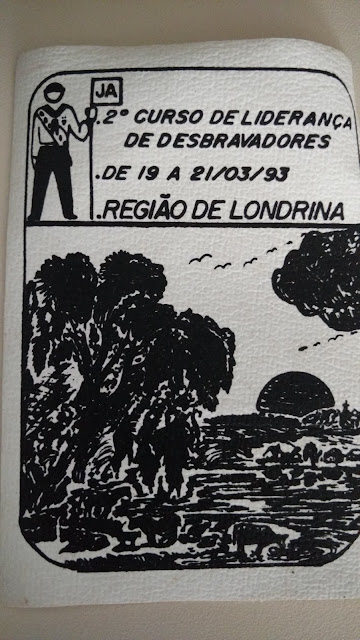 JA
.2º CURSO DE LIDERANÇA
DE DESBRAVADORES
.DE 19 A 21/03/93
.REGIÃO DE LONDRINA